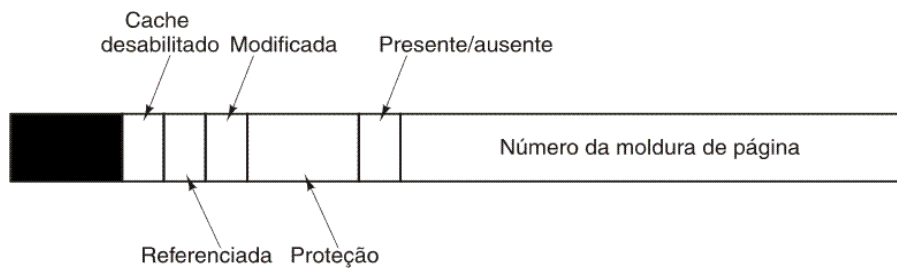 Cache
desabilitado
Modificada
Presente/ausente
Número da moldura de página
Referenciada
Proteção